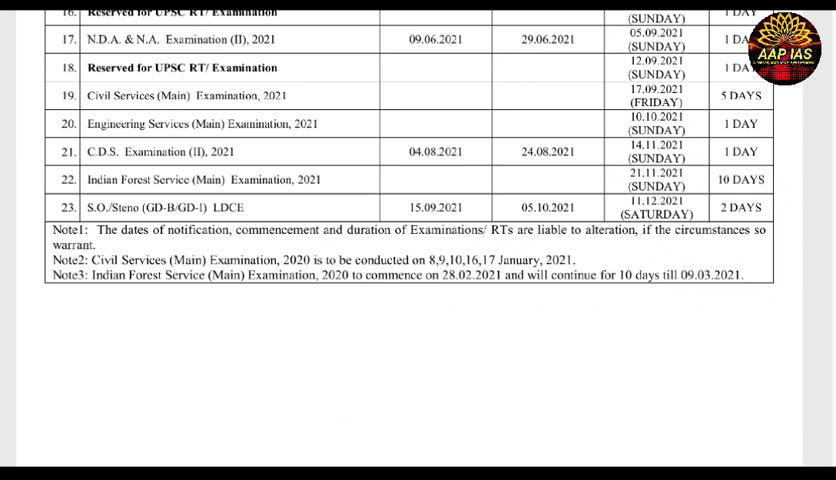 16. Reserved for UPSC RT/ Examination (SUNDAY) 1 DAY
17. N.D.A. & N.A. Examination (II), 2021 09.06.2021 29.06.2021 05.09.2021 (SUNDAY) 1 DA
18. Reserved for UPSC RT/ Examination 12.09.2021 (SUNDAY) 1 DA
19. Civil Services (Main) Examination, 2021 17.09.2021 (FRIDAY) 5 DAYS
20. Engineering Services (Main) Examination, 2021 10.10.2021 (SUNDAY) 1 DAY
21. C.D.S. Examination (II), 2021 04.08.2021 24.08.2021 14.11.2021 (SUNDAY) 1 DAY
22. Indian Forest Service (Main) Examination, 2021 21.11.2021 (SUNDAY) 10 DAYS
23. S.O./Steno (GD-B/GD-I) LDCE 15.09.2021 05.10.2021 11.12.2021 (SATURDAY) 2 DAYS
Note1: The dates of notification, commencement and duration of Examinations/ RTs are liable to alteration, if the circumstances so
warrant.
Note2: Civil Services (Main) Examination, 2020 is to be conducted on 8,9,10,16,17 January, 2021.
Note3: Indian Forest Service (Main) Examination, 2020 to commence on 28.02.2021 and will continue for 10 days till 09.03.2021.
AAP IAS